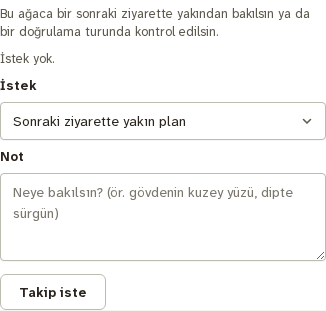 Bu ağaca bir sonraki ziyarette yakından bakılsın ya da
bir doğrulama turunda kontrol edilsin.
İstek yok.
İstek
Sonraki ziyarette yakın plan
Not
Neye bakılsın? (ör. gövdenin kuzey yüzü, dipte
sürgün)
Takip iste